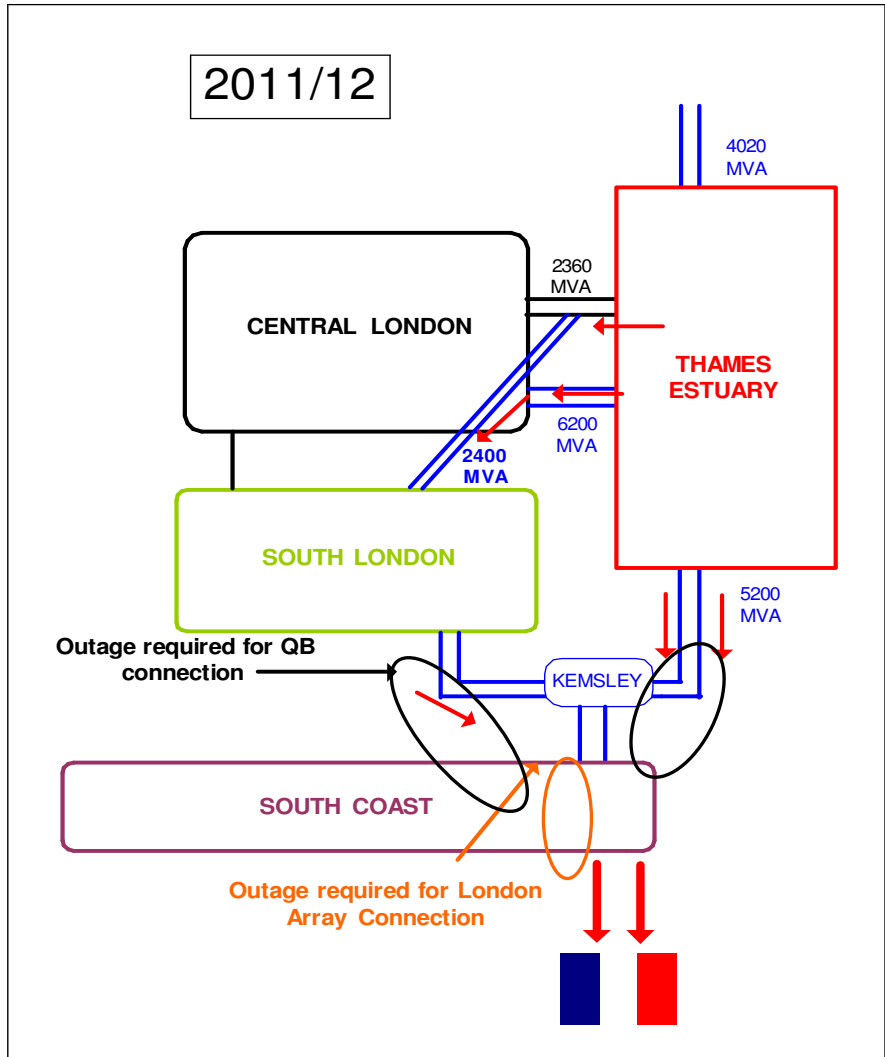 2011/12
4020
MVA
2360
MVA
CENTRAL LONDON
THAMES
ESTUARY
6200
MVA
2400
MVA
SOUTH LONDON
5200
MVA
Outage required for QB
connection
KEMSLEY
SOUTH COAST
Outage required for London
Array Connection